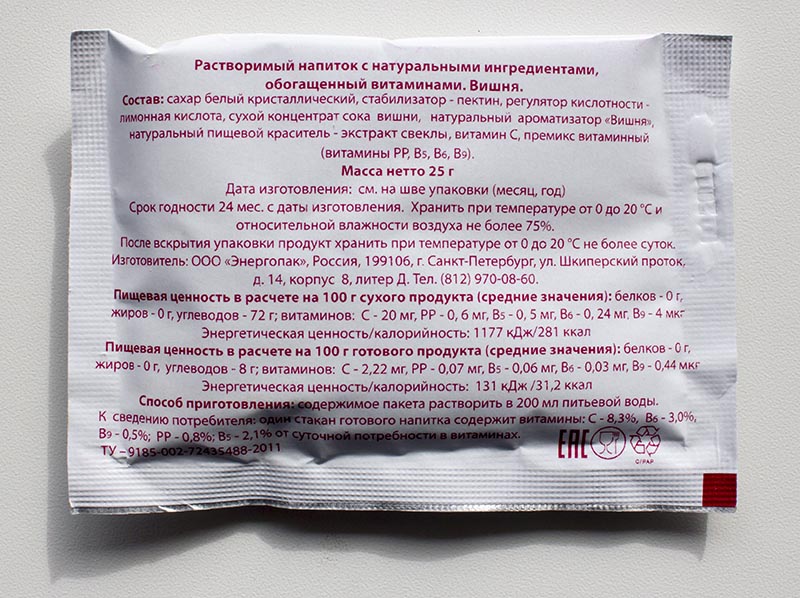 Растворимый напиток с натуральными ингредиентами,
обогащенный витаминами. Вишня.
Состав: сахар белый кристаллический, стабилизатор - пектин, регулятор кислотности -
лимонная кислота, сухой концентрат сока вишни, натуральный ароматизатор «Вишня»,
натуральный пищевой краситель - экстракт свеклы, витамин С, премикс витаминный
(витамины РР, В5, В6, В9).
Масса нетто 25 г
Дата изготовления: см. на шве упаковки (месяц, год)
Срок годности 24 мес. с даты изготовления. Хранить при температуре от 0 до 20 °С и
относительной влажности воздуха не более 75%.
После вскрытия упаковки продукт хранить при температуре от 0 до 20 °С не более суток.
Изготовитель: ООО «Энергопак», Россия, 199106, г. Санкт-Петербург, ул. Шкиперский проток,
д. 14, корпус 8, литер Д. Тел. (812) 970-08-60.
Пищевая ценность в расчете на 100 г сухого продукта (средние значения): белков - 0 г,
жиров - 0 г, углеводов - 72 г; витаминов: С - 20 мг, РР - 0, 6 мг, В5 - 0, 5 мг, В6 - 0, 24 мг, В9 - 4 мкг
Энергетическая ценность/калорийность: 1177 кДж/281 ккал
Пищевая ценность в расчете на 100 г готового продукта (средние значения): белков - 0 г,
жиров - 0 г, углеводов - 8 г; витаминов: С - 2,22 мг, РР - 0,07 мг, В5 - 0,06 мг, В6 - 0,03 мг, В9 - 0,44 мкг
Энергетическая ценность/калорийность: 131 кДж /31,2 ккал
Способ приготовления: содержимое пакета растворить в 200 мл питьевой воды.
К сведению потребителя: один стакан готового напитка содержит витамины: С - 8,3%, В6 - 3,0%,
В9 - 0,5%; РР - 0,8%; В5 - 2,1% от суточной потребности в витаминах.
ТУ – 9185-002-72435488-2011
ЕАС
C/PAP